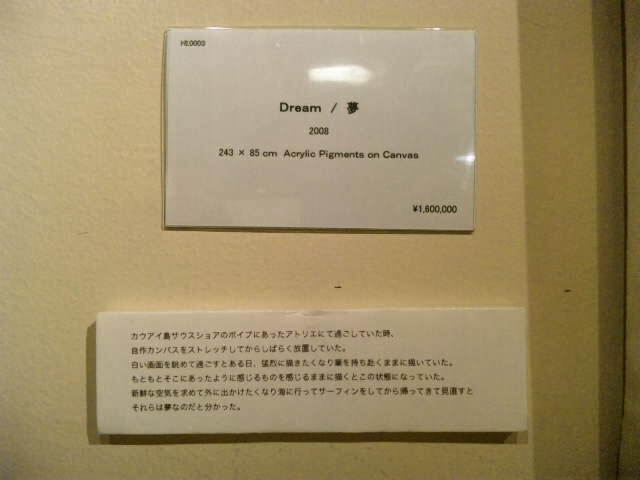 Ht.0003
Dream / 夢
2008
243 × 85 cm Acrylic Pigments on Canvas
¥1,600,000
カウアイ島サウスショアのポイプにあったアトリエにて過ごしていた時、
自作カンバスをストレッチしてからしばらく放置していた。
白い画面を眺めて過ごすとある日、猛烈に描きたくなり筆を持ち赴くままに描いていた。
もともとそこにあったように感じるものを感じるままに描くとこの状態になっていた。
新鮮な空気を求めて外に出かけたくなり海に行ってサーフィンをしてから帰ってきて見直すと
それらは夢なのだと分かった。